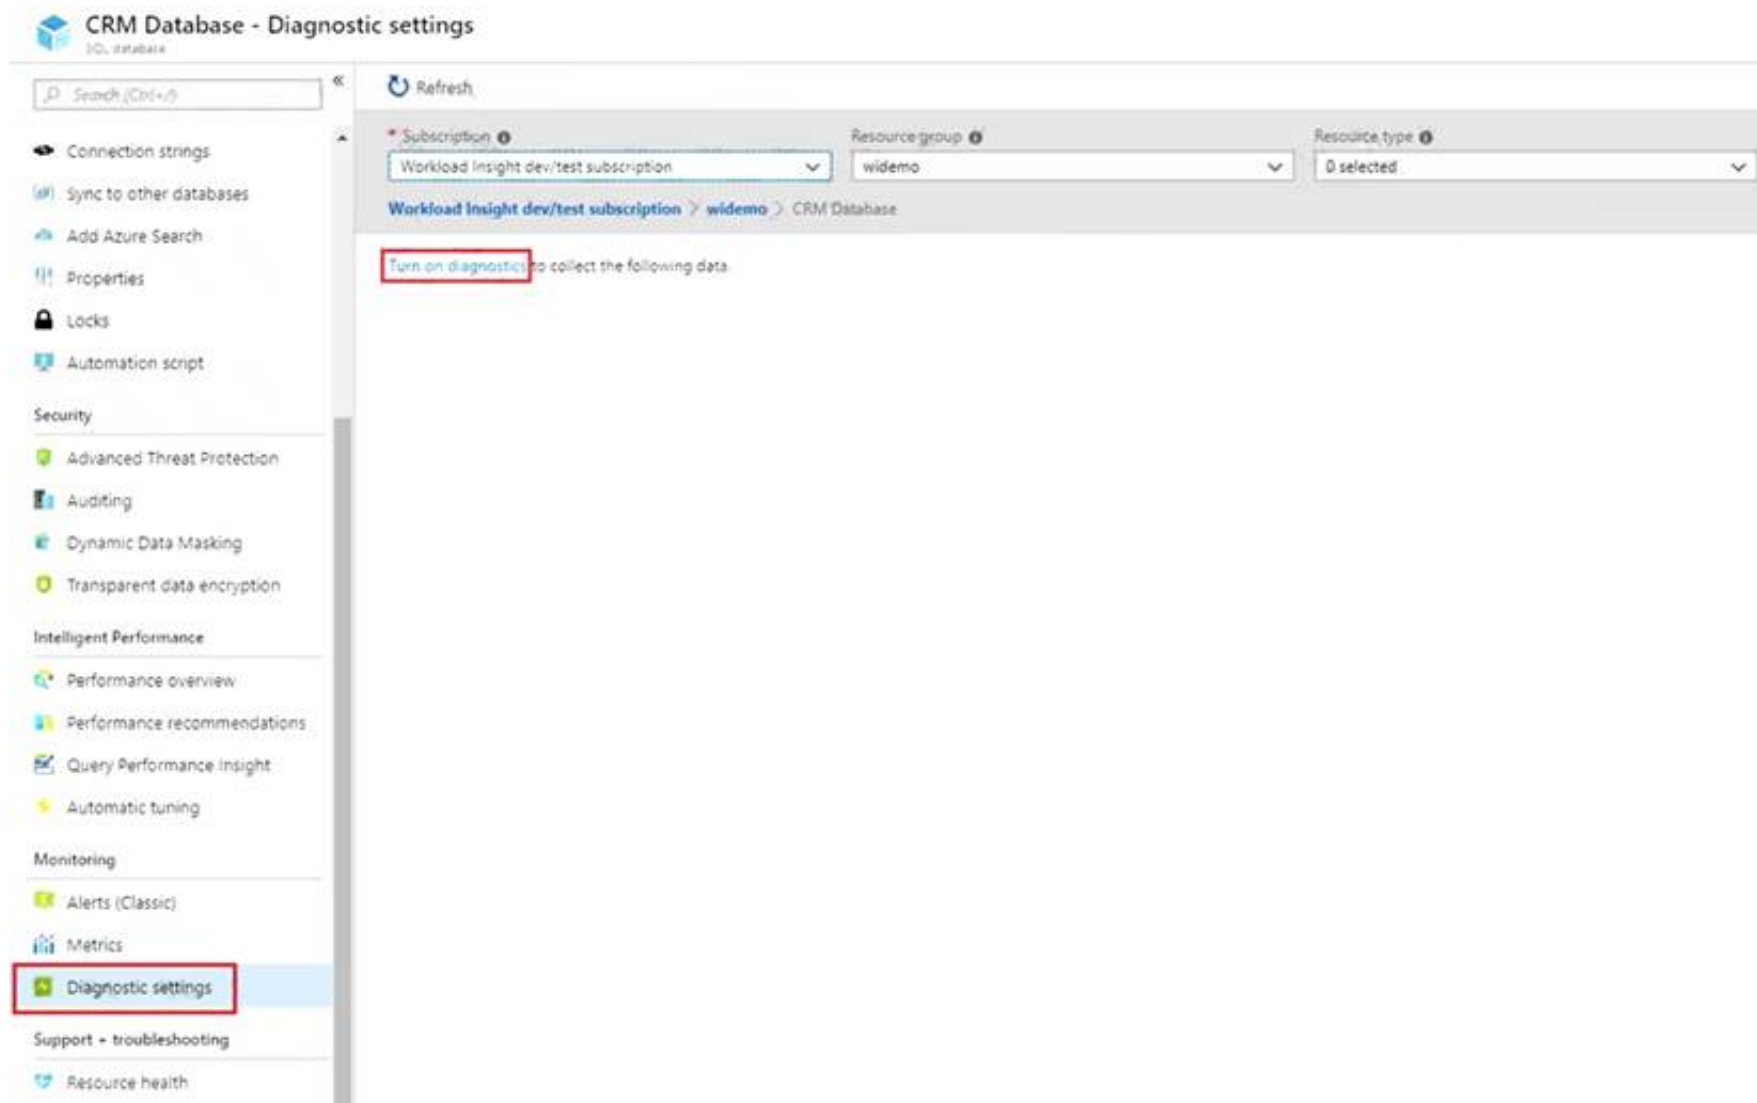 CRM Database - Diagnostic settings
SQL database
Search (Ctrl+/)
«
Connection strings
Sync to other databases
Add Azure Search
Properties
Locks
Automation script
Security
Advanced Threat Protection
Auditing
Dynamic Data Masking
Transparent data encryption
Intelligent Performance
Performance overview
Performance recommendations
Query Performance Insight
Automatic tuning
Monitoring
Alerts (Classic)
Metrics
Diagnostic settings
Support + troubleshooting
Resource health
Refresh
* Subscription
Workload Insight dev/test subscription
Resource group
widemo
Resource type
0 selected
Workload Insight dev/test subscription > widemo > CRM Database
Turn on diagnostics to collect the following data.